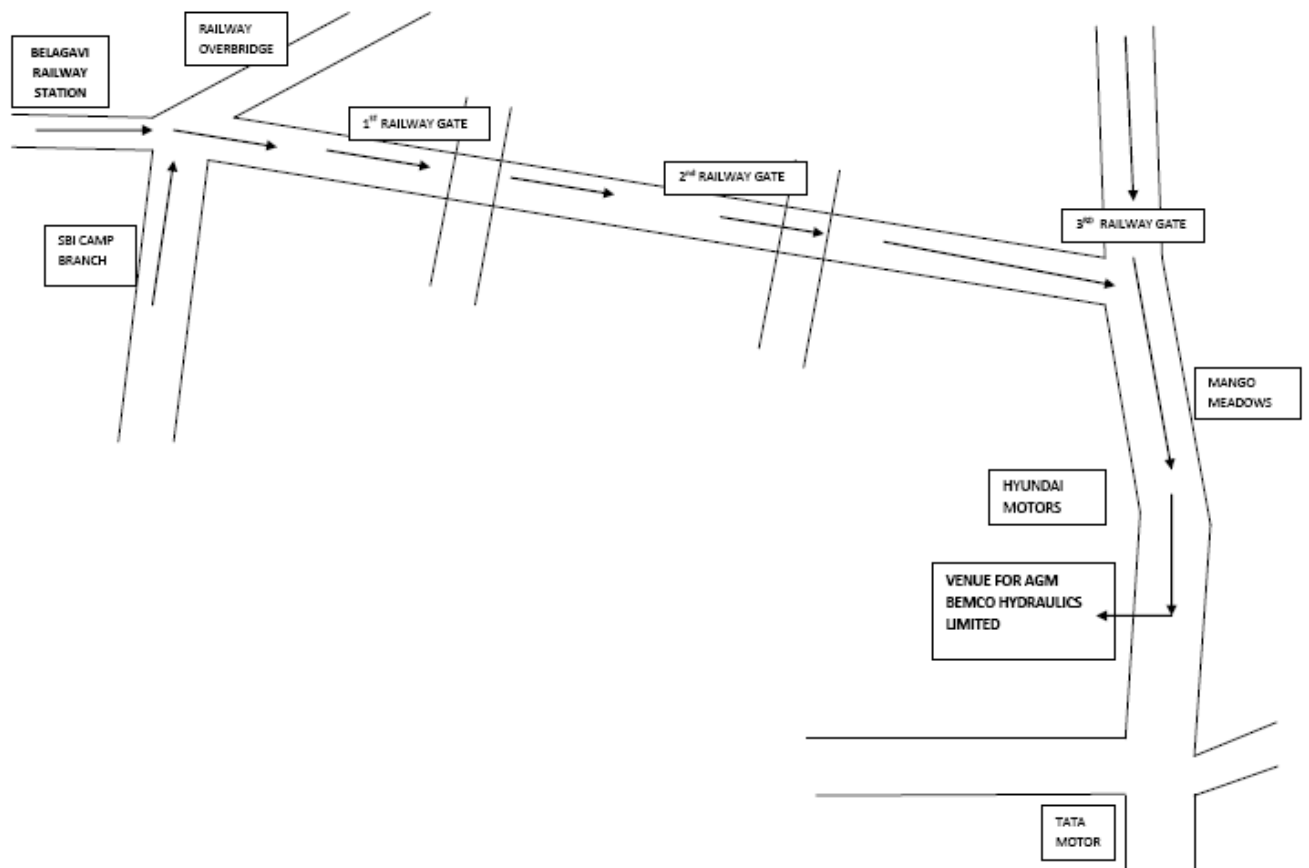 RAILWAY
OVERBRIDGE
BELAGAVI
RAILWAY
STATION
1ST RAILWAY GATE
2nd RAILWAY GATE
3RD RAILWAY GATE
SBI CAMP
BRANCH
MANGO
MEADOWS
HYUNDAI
MOTORS
VENUE FOR AGM
BEMCO HYDRAULICS
LIMITED
TATA
MOTOR